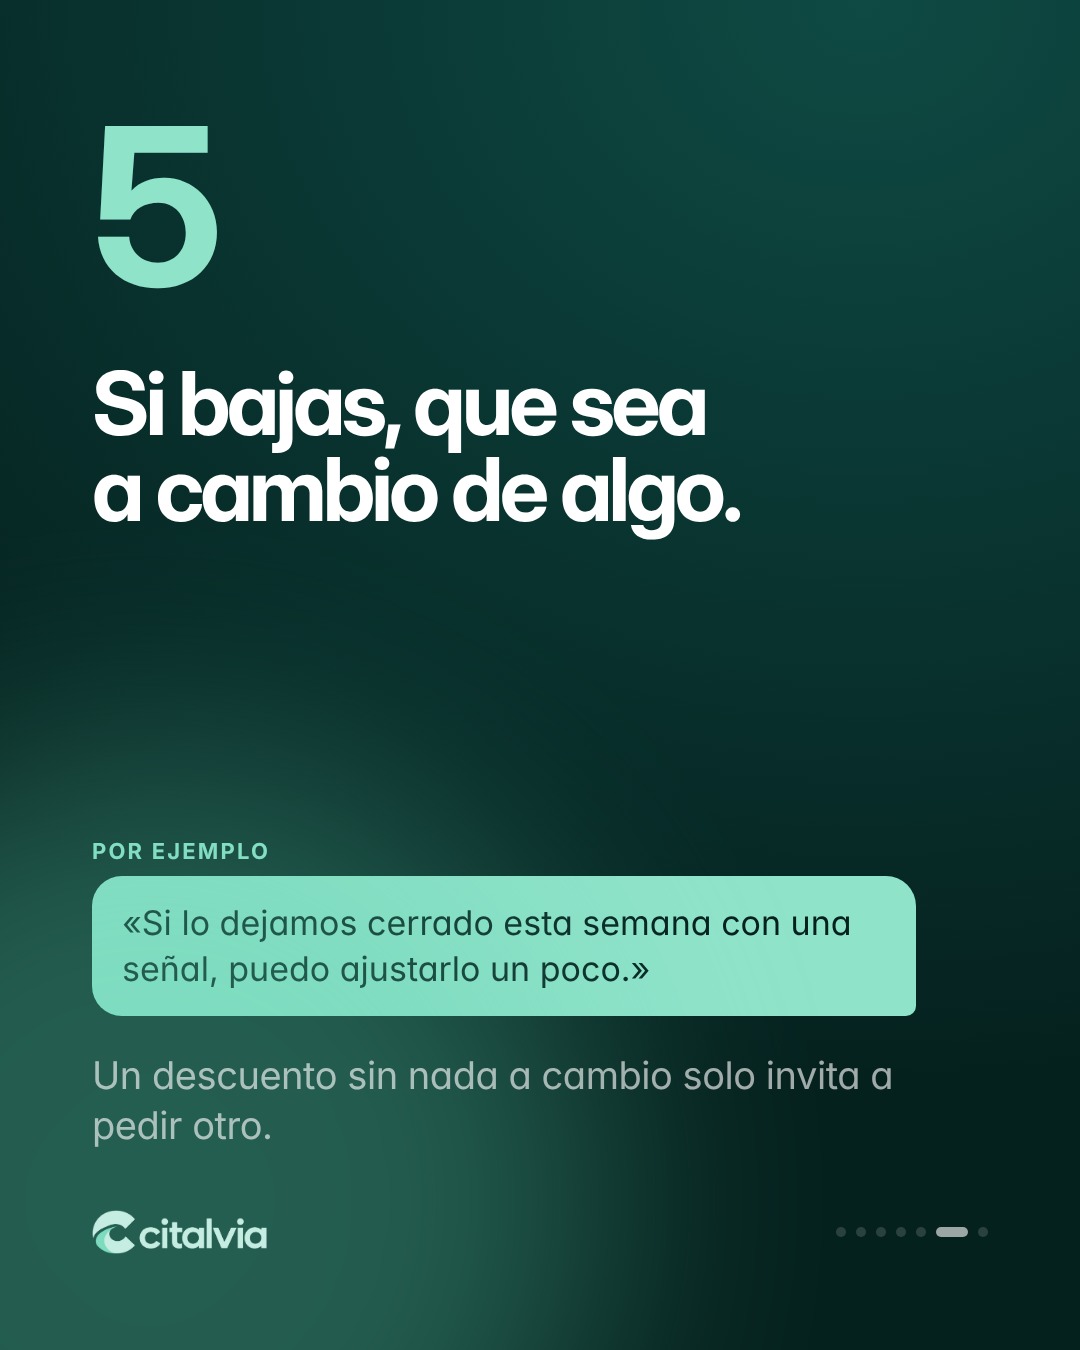 5
Si bajas, que sea
a cambio de algo.
POR EJEMPLO
«Si lo dejamos cerrado esta semana con una
señal, puedo ajustarlo un poco.»
Un descuento sin nada a cambio solo invita a
pedir otro.
citalvia